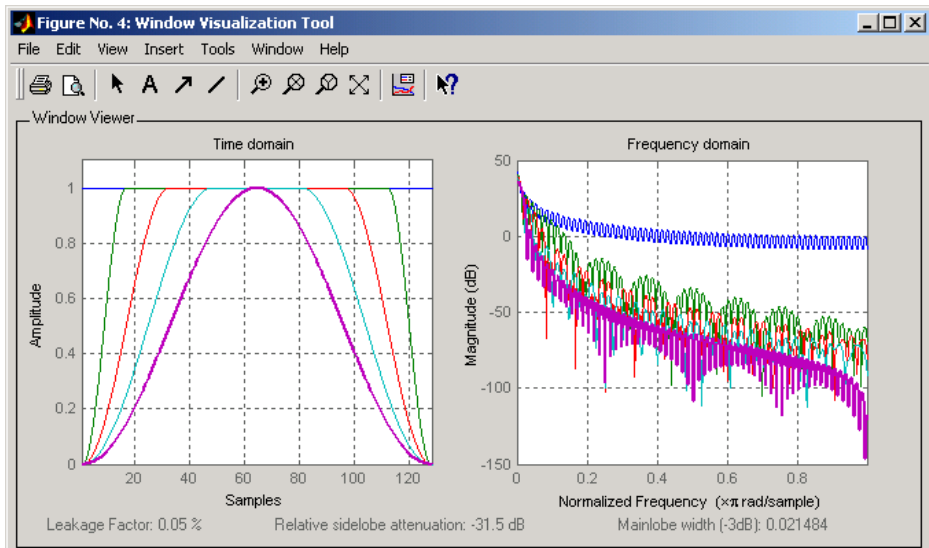 Figure No. 4: Window Visualization Tool
File Edit View Insert Tools Window Help
A
?
Window Viewer
Time domain
Frequency domain
Amplitude
1
0.8
0.6
0.4
0.2
0
20 40 60 80 100 120
Samples
Magnitude (dB)
50
0
-50
-100
-150
0 0.2 0.4 0.6 0.8
Normalized Frequency (×π rad/sample)
Leakage Factor: 0.05 % Relative sidelobe attenuation: -31.5 dB Mainlobe width (-3dB): 0.021484